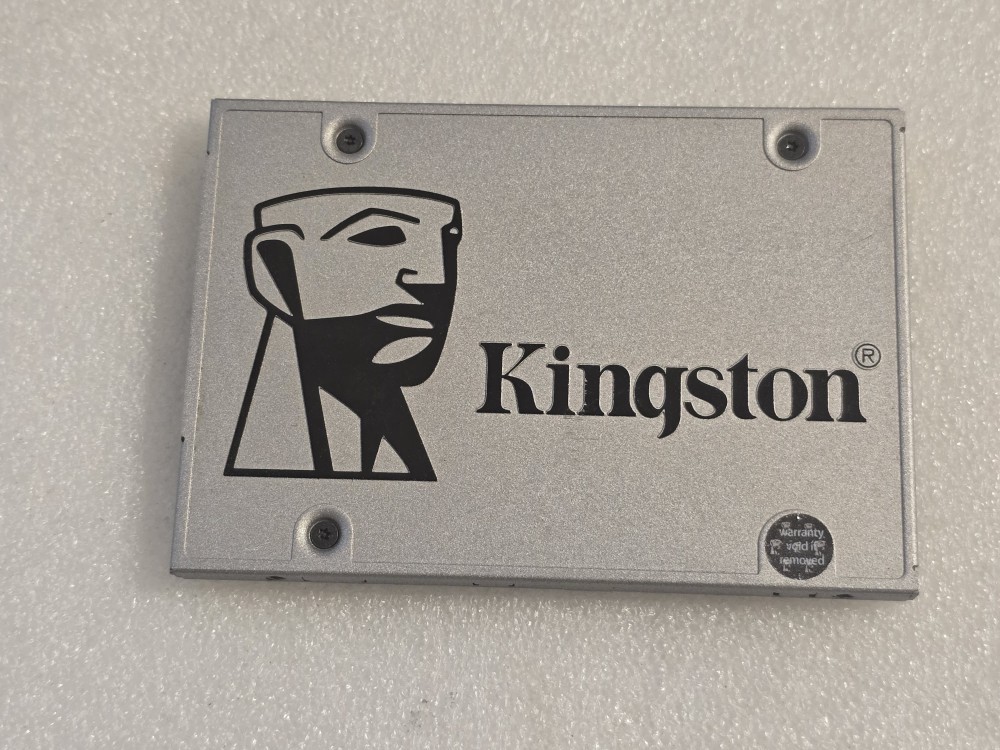 Kingston®
warranty
void if
removed